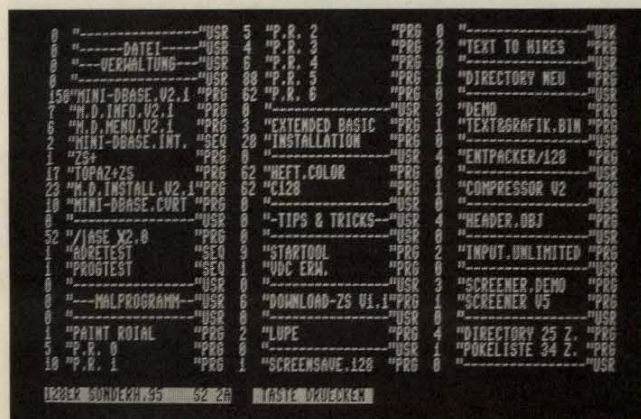 0 "----------------"USR
0 "-----DATEI------"USR
0 "---VERWALTUNG---"USR
0 "----------------"USR
158"MINI-DBASE.V2.1 "PRG
7 "M.D.INFO.V2.1 "PRG
6 "M.D.MENU.V2.1 "PRG
2 "MINI-DBASE.INT. "SEQ
1 "ZS+ "PRG
17 "TOPAZ+ZS "PRG
23 "M.D.INSTALL.V2.1"PRG
10 "MINI-DBASE.CVRT "PRG
0 "----------------"USR
52 "/JASE X2.0 "PRG
1 "ADRETEST "SEQ
1 "PROGTEST "SEQ
0 "----------------"USR
0 "---MALPROGRAMM--"USR
0 "----------------"USR
1 "PAINT ROIAL "PRG
5 "P.R. 0 "PRG
10 "P.R. 1 "PRG
5 "P.R. 2 "PRG
4 "P.R. 3 "PRG
6 "P.R. 4 "PRG
88 "P.R. 5 "PRG
62 "P.R. 6 "PRG
0 "----------------"USR
3 "EXTENDED BASIC "PRG
28 "INSTALLATION "PRG
0 "----------------"USR
62 "HEFT.COLOR "PRG
62 "C128 "PRG
0 "----------------"USR
0 "-TIPS & TRICKS--"USR
0 "----------------"USR
9 "STARTOOL "PRG
1 "VDC ERW. "PRG
0 "----------------"USR
6 "DOWNLOAD-ZS V1.1"PRG
0 "----------------"USR
2 "LUPE "PRG
0 "----------------"USR
1 "SCREENSAVE.128 "PRG
0 "----------------"USR
2 "TEXT TO HIRES "PRG
0 "----------------"USR
1 "DIRECTORY NEU "PRG
0 "----------------"USR
3 "DEMO "PRG
1 "TEXT&GRAFIK.BIN "PRG
0 "----------------"USR
4 "ENTPACKER/128 "PRG
0 "----------------"USR
1 "COMPRESSOR V2 "PRG
0 "----------------"USR
4 "HEADER.OBJ "PRG
0 "----------------"USR
2 "INPUT.UNLIMITED "PRG
0 "----------------"USR
3 "SCREENER.DEMO "PRG
1 "SCREENER V5 "PRG
0 "----------------"USR
4 "DIRECTORY 25 Z. "PRG
1 "POKELISTE 34 Z. "PRG
0 "----------------"USR
128ER SONDERH.95 S2 2A TASTE DRUECKEN